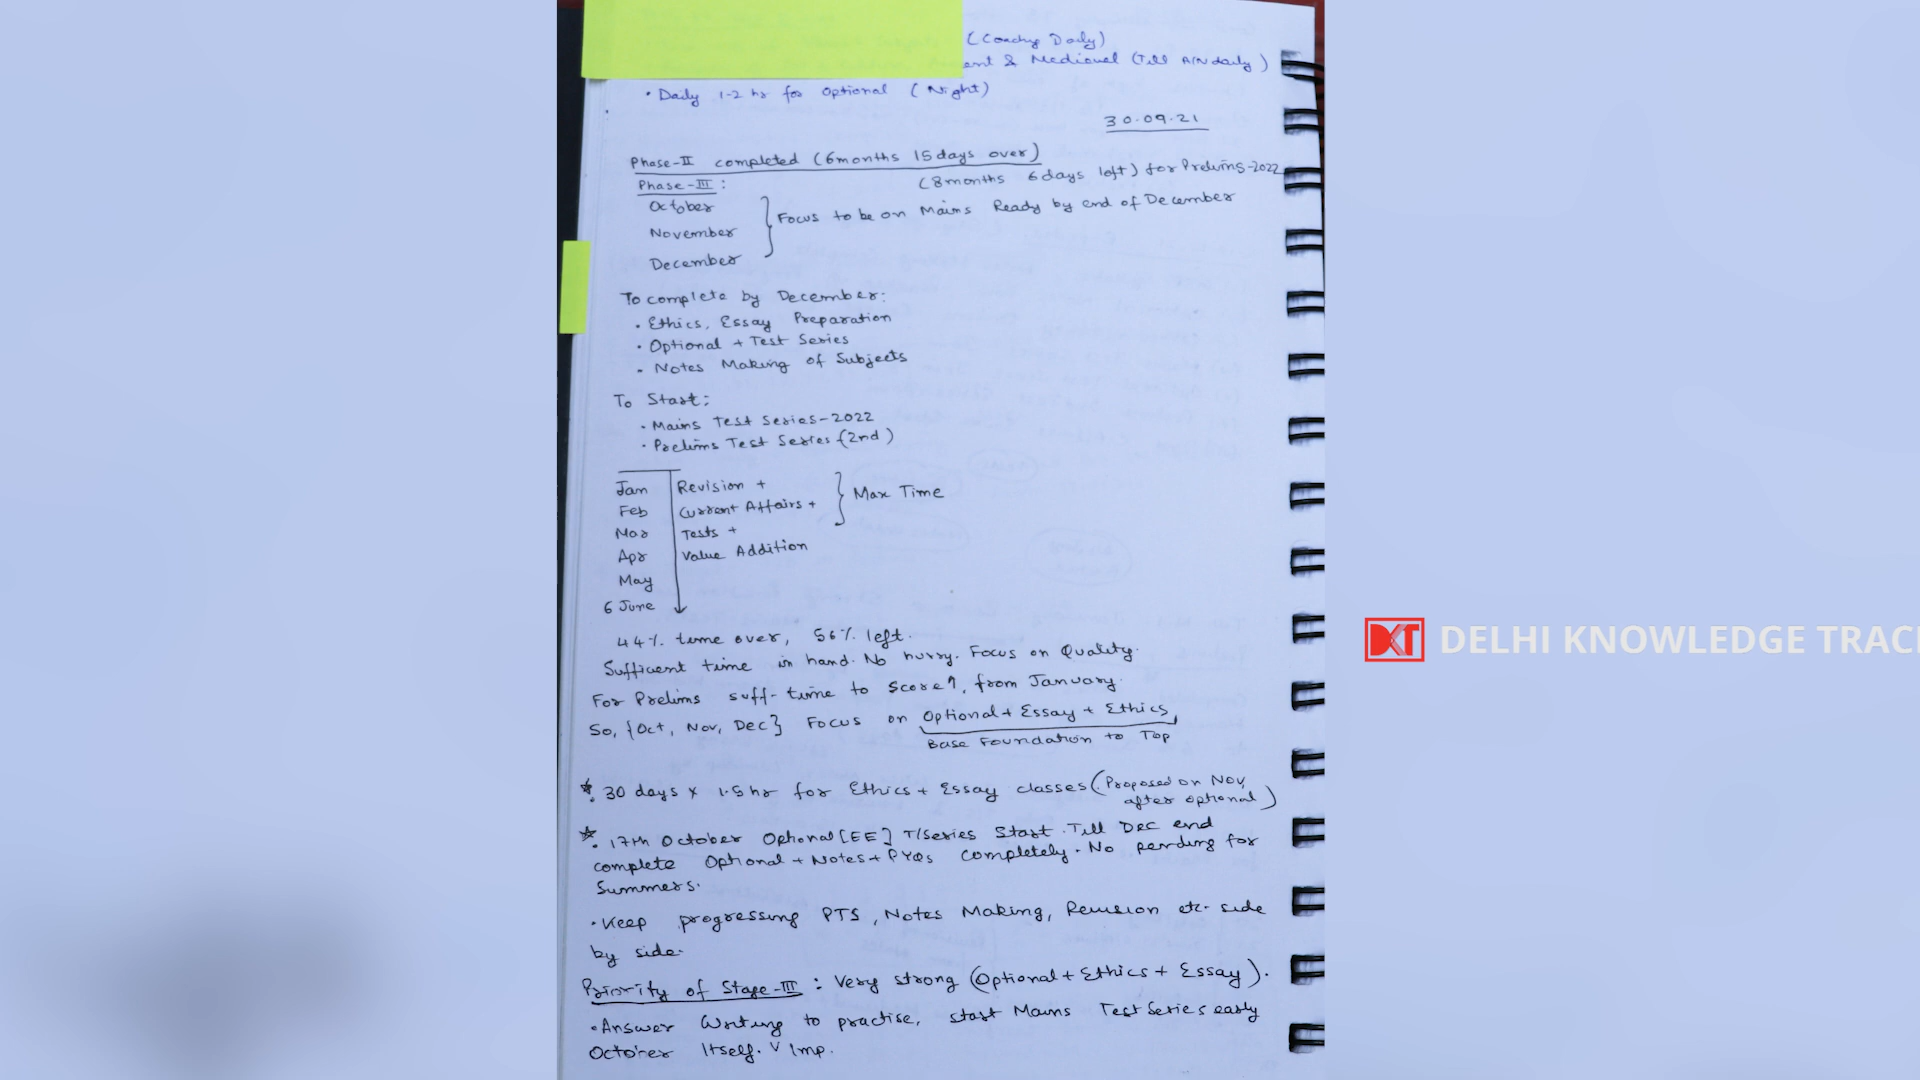 (Coaching Daily)
ent & Medieval (Till A/N daily)
• Daily 1-2 hr for Optional (Night)
30.09.21
Phase-II completed (6months 15days over)
(8months 6days left) for Prelims-2022
Phase-III :
October
November
December
} Focus to be on Mains Ready by end of December
To complete by December:
• Ethics, Essay Preparation
• Optional + Test Series
• Notes Making of Subjects
To Start:
• Mains Test Series-2022
• Prelims Test Series (2nd)
Jan Revision +
Feb Current Affairs + } Max Time
Mar Tests +
Apr Value Addition
May
6 June
44% time over, 56% left.
Sufficent time in hand. No hurry. Focus on Quality.
For Prelims suff- time to Score↑, from January.
So, {Oct, Nov, Dec} Focus on Optional + Essay + Ethics
Base Foundation to Top
* 30 days x 1.5hr for Ethics + Essay classes (Proposed on Nov,
after optional)
* 17th October Optional [EE] T/Series Start. Till Dec end
complete Optional + Notes + PYQs completely. No pending for
Summers.
• Keep progressing PTS, Notes Making, Revision etc. side
by side.
Priority of Stage-III : Very strong (Optional + Ethics + Essay).
• Answer Writing to practise, start Mains Test Series early
October Itself. V Imp.
DKT DELHI KNOWLEDGE TRAC